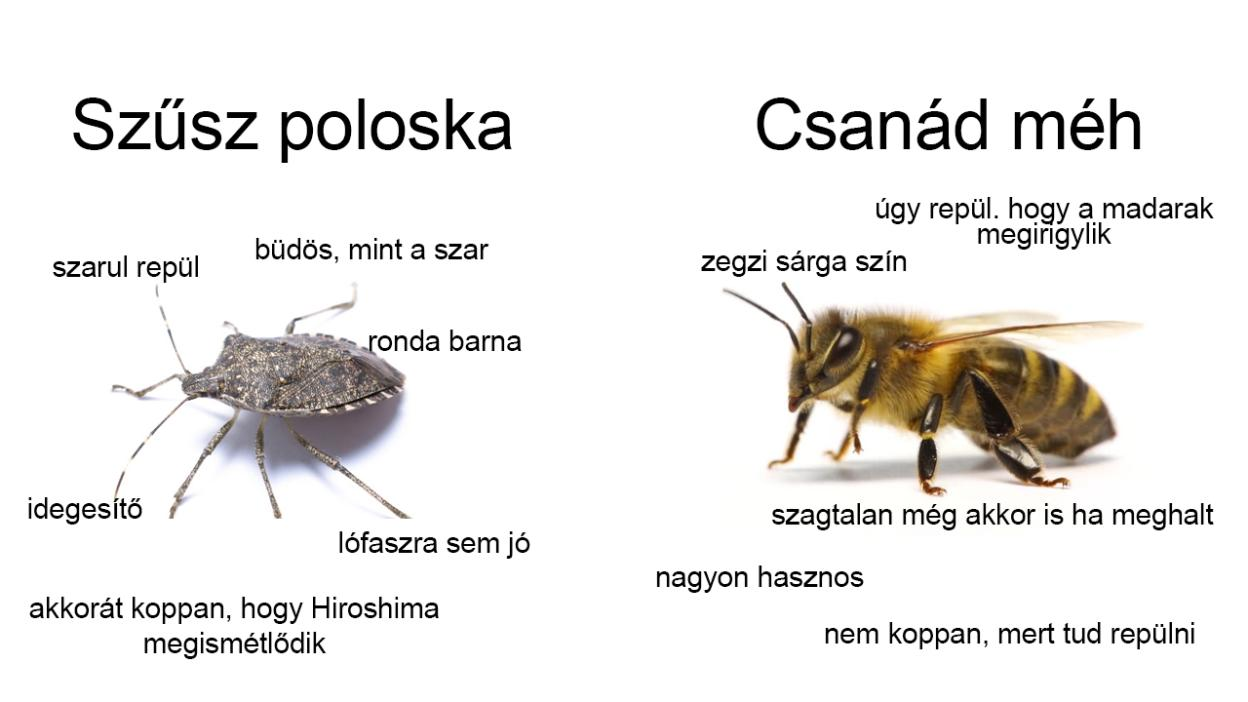 Szűsz poloska
szarul repül
büdös, mint a szar
ronda barna
idegesítő
lófaszra sem jó
akkorát koppan, hogy Hiroshima
megismétlődik
Csanád méh
úgy repül. hogy a madarak
megirigylik
zegzi sárga szín
szagtalan még akkor is ha meghalt
nagyon hasznos
nem koppan, mert tud repülni